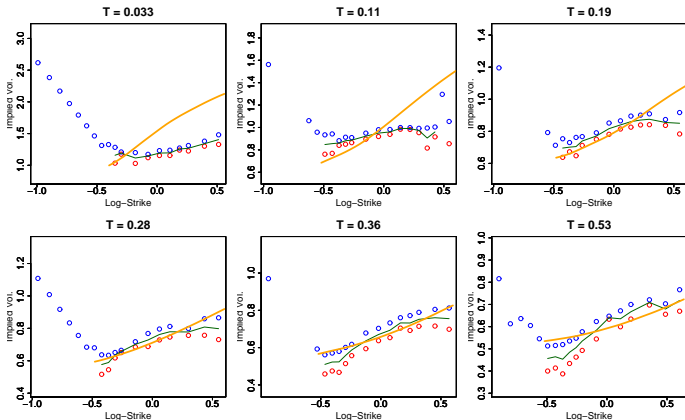 T = 0.033
T = 0.11
T = 0.19
Implied Vol.
1.0 1.5 2.0 2.5 3.0
Implied Vol.
0.6 0.8 1.0 1.2 1.4 1.6 1.8
Implied Vol.
0.6 0.8 1.0 1.2
−1.0 −0.5 0.0 0.5
−1.0 −0.5 0.0 0.5
−1.0 −0.5 0.0 0.5
Log−Strike
Log−Strike
Log−Strike
T = 0.28
T = 0.36
T = 0.53
Implied Vol.
0.4 0.6 0.8 1.0 1.2
Implied Vol.
0.4 0.6 0.8 1.0
Implied Vol.
0.3 0.4 0.5 0.6 0.7 0.8 0.9 1.0
−1.0 −0.5 0.0 0.5
−1.0 −0.5 0.0 0.5
−1.0 −0.5 0.0 0.5
Log−Strike
Log−Strike
Log−Strike